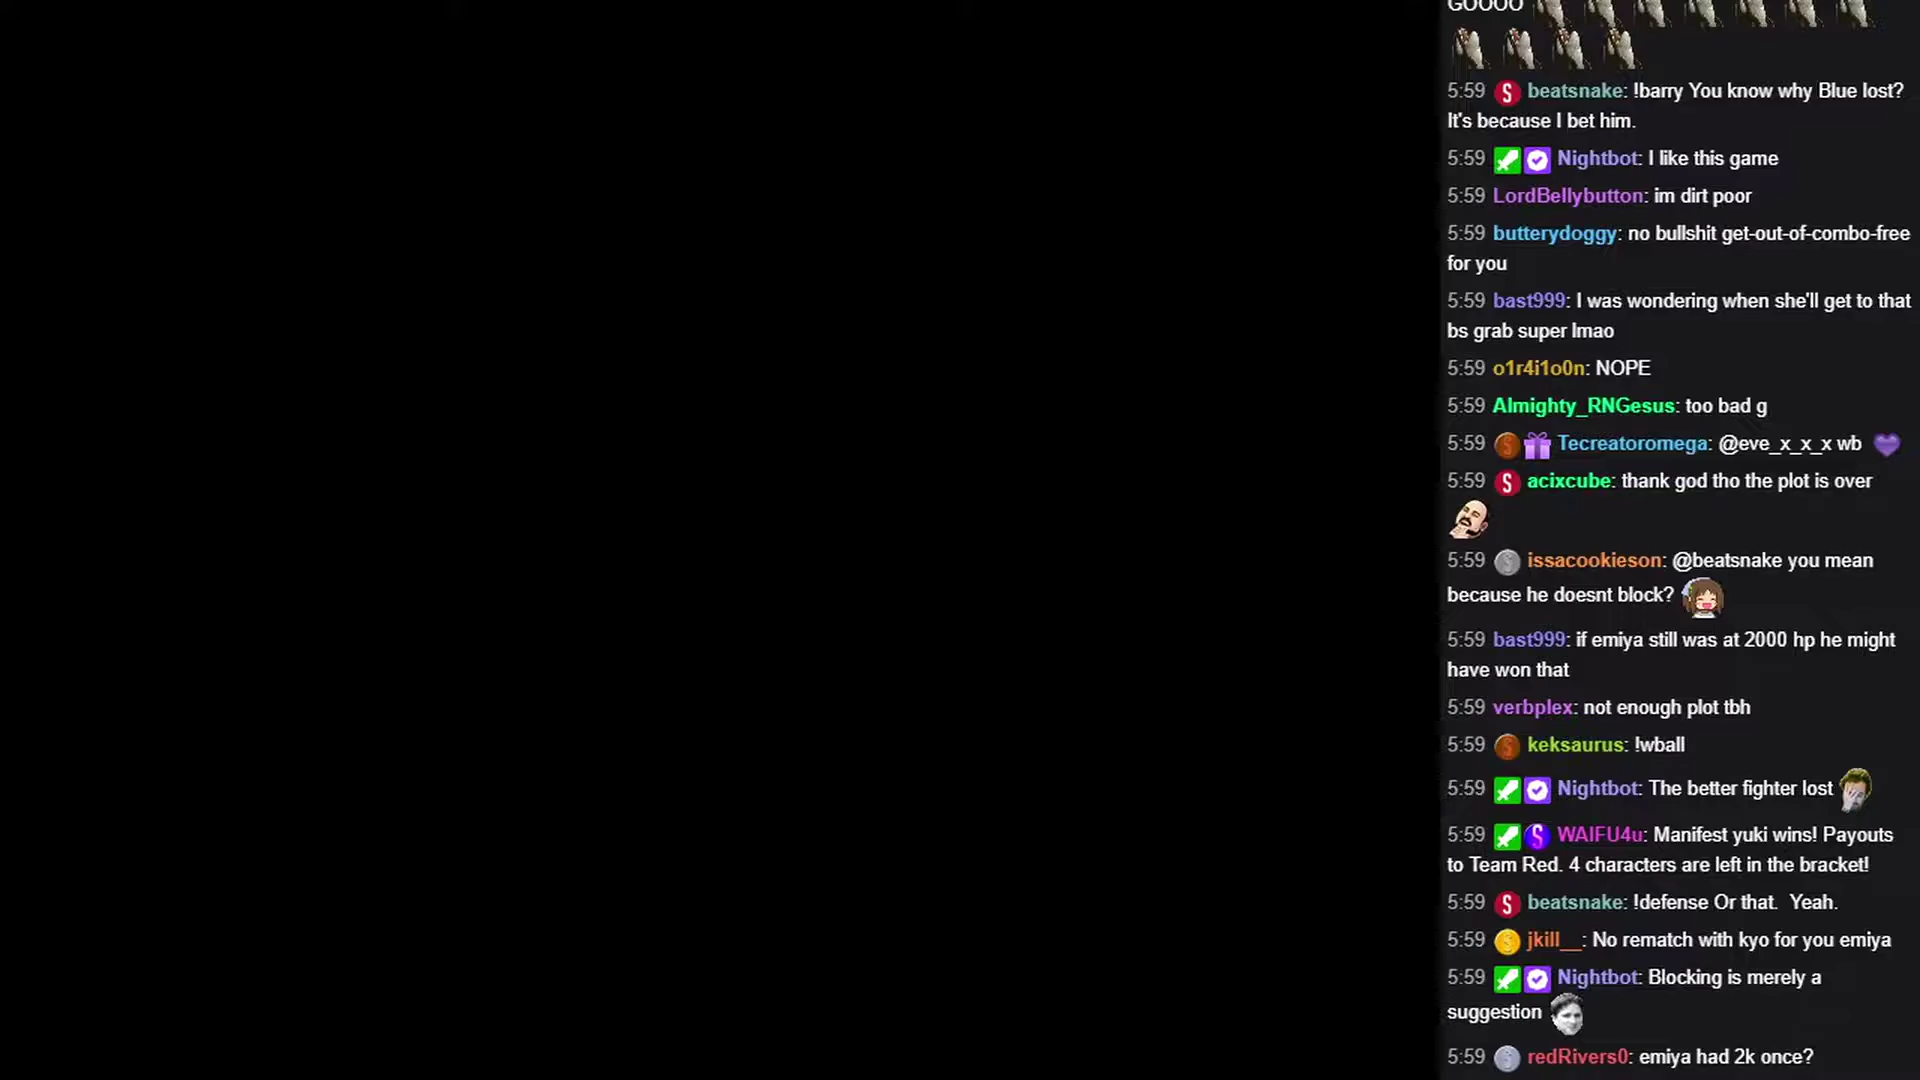 GOOOO
5:59 beatsnake: !barry You know why Blue lost?
It's because I bet him.
5:59 Nightbot: I like this game
5:59 LordBellybutton: im dirt poor
5:59 butterydoggy: no bullshit get-out-of-combo-free
for you
5:59 bast999: I was wondering when she'll get to that
bs grab super lmao
5:59 o1r4i1o0n: NOPE
5:59 Almighty_RNGesus: too bad g
5:59 Tecreatoromega: @eve_x_x_x wb
5:59 acixcube: thank god tho the plot is over
5:59 issacookieson: @beatsnake you mean
because he doesnt block?
5:59 bast999: if emiya still was at 2000 hp he might
have won that
5:59 verbplex: not enough plot tbh
5:59 keksaurus: !wball
5:59 Nightbot: The better fighter lost
5:59 WAIFU4u: Manifest yuki wins! Payouts
to Team Red. 4 characters are left in the bracket!
5:59 beatsnake: !defense Or that. Yeah.
5:59 jkill__: No rematch with kyo for you emiya
5:59 Nightbot: Blocking is merely a
suggestion
5:59 redRivers0: emiya had 2k once?